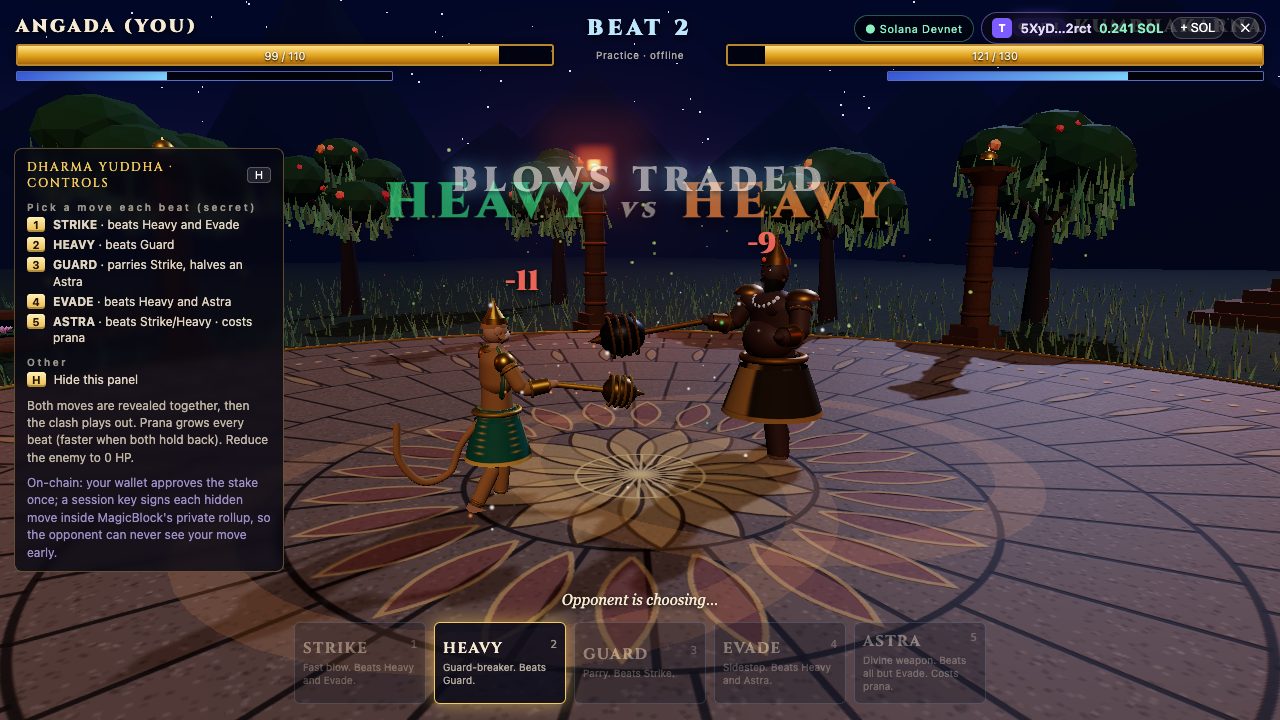 ANGADA (YOU)
99 / 110
BEAT 2
Practice · offline
KUMBHAKARNA
Solana Devnet
T 5XyD...2rct 0.241 SOL + SOL ✕
121 / 130
DHARMA YUDDHA ·
CONTROLS
H
Pick a move each beat (secret)
1 STRIKE · beats Heavy and Evade
2 HEAVY · beats Guard
3 GUARD · parries Strike, halves an
Astra
4 EVADE · beats Heavy and Astra
5 ASTRA · beats Strike/Heavy · costs
prana
Other
H Hide this panel
Both moves are revealed together, then
the clash plays out. Prana grows every
beat (faster when both hold back). Reduce
the enemy to 0 HP.
On-chain: your wallet approves the stake
once; a session key signs each hidden
move inside MagicBlock's private rollup, so
the opponent can never see your move
early.
BLOWS TRADED
HEAVY vs HEAVY
-9
-11
Opponent is choosing...
STRIKE 1
Fast blow. Beats Heavy
and Evade.
HEAVY 2
Guard-breaker. Beats
Guard.
GUARD 3
Parry. Beats Strike.
EVADE 4
Sidestep. Beats Heavy
and Astra.
ASTRA 5
Divine weapon. Beats
all but Evade. Costs
prana.